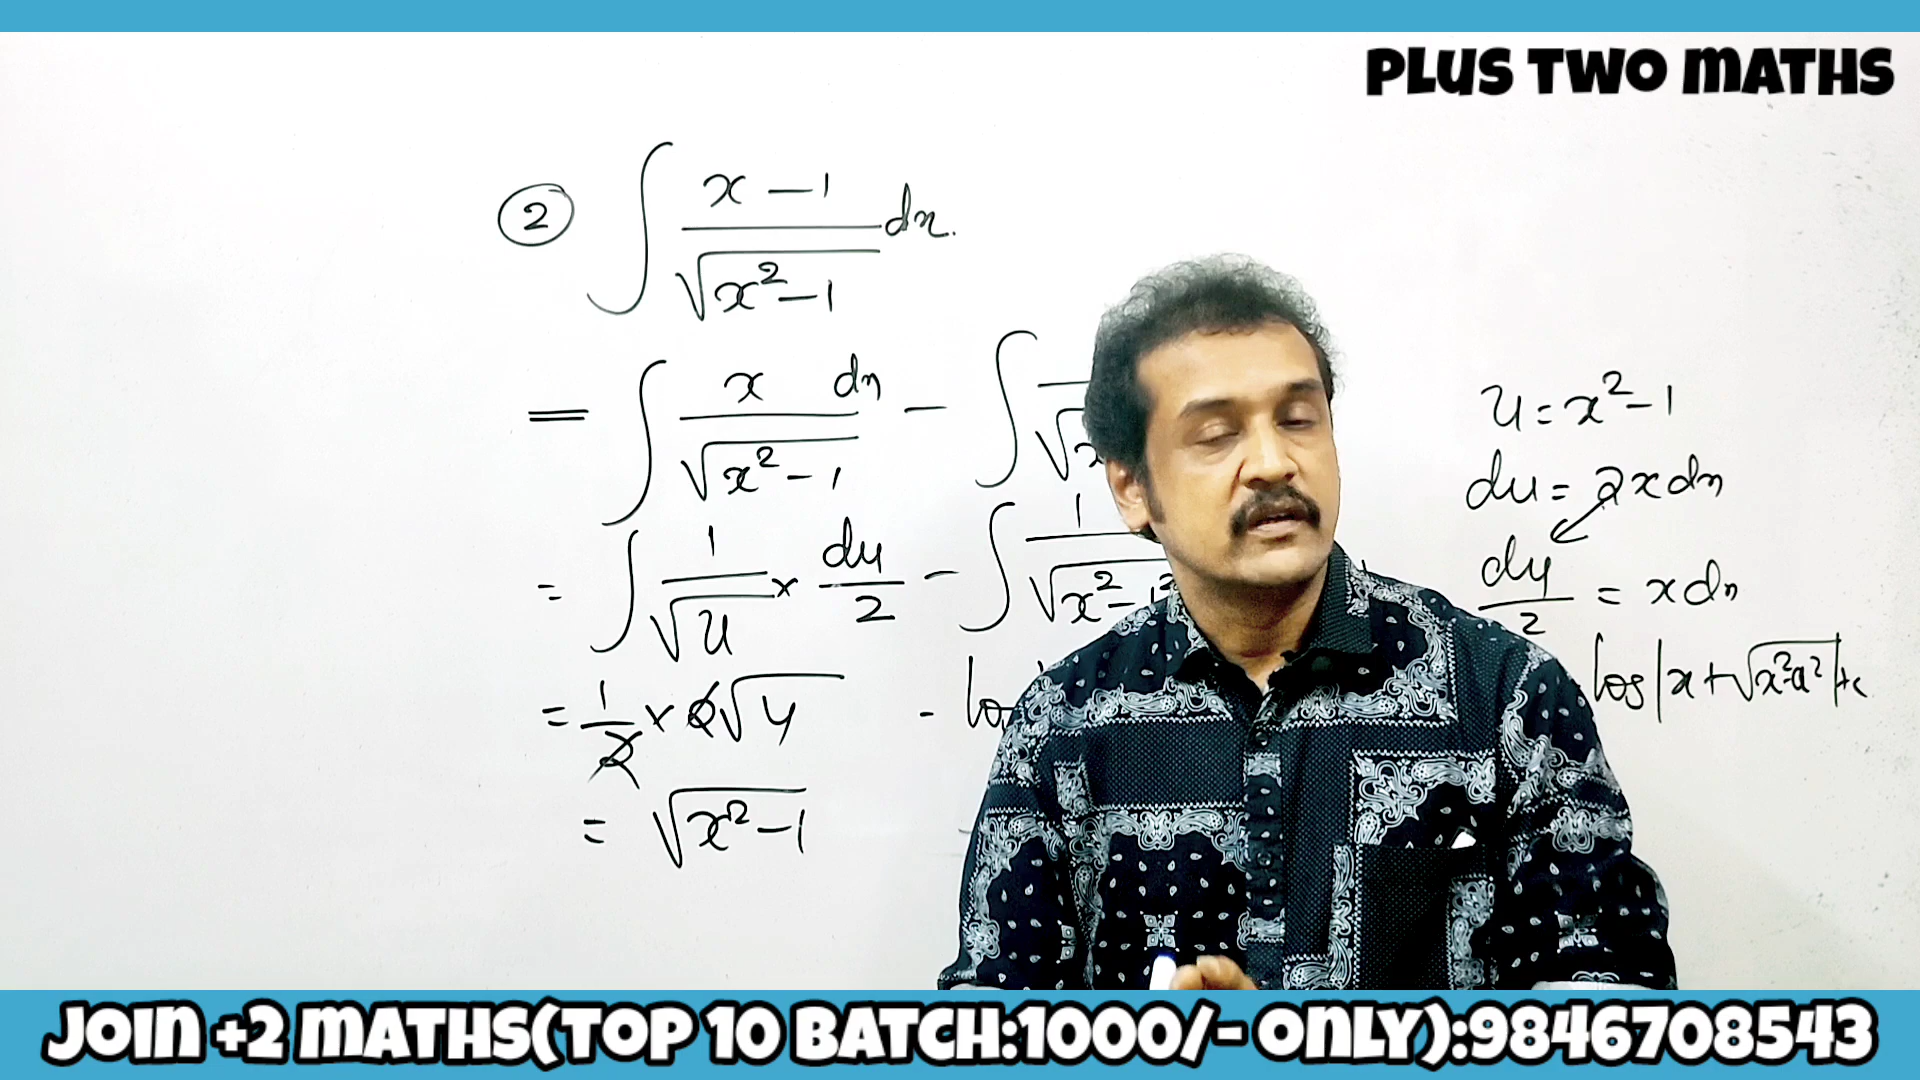 PLUS TWO MATHS
② ∫ x − 1 / √x² − 1 dx.
= ∫ x dx / √x² − 1 − ∫
= ∫ 1 / √u × du / 2 − ∫ 1 / √x² − 1²
= 1 / 2 × 2√u -
= √x² − 1
u = x² − 1
du = 2x dx
du / 2 = x dx
log |x + √x² - a²| + c
JOIN +2 MATHS(TOP 10 BATCH:1000/- ONLY):9846708543